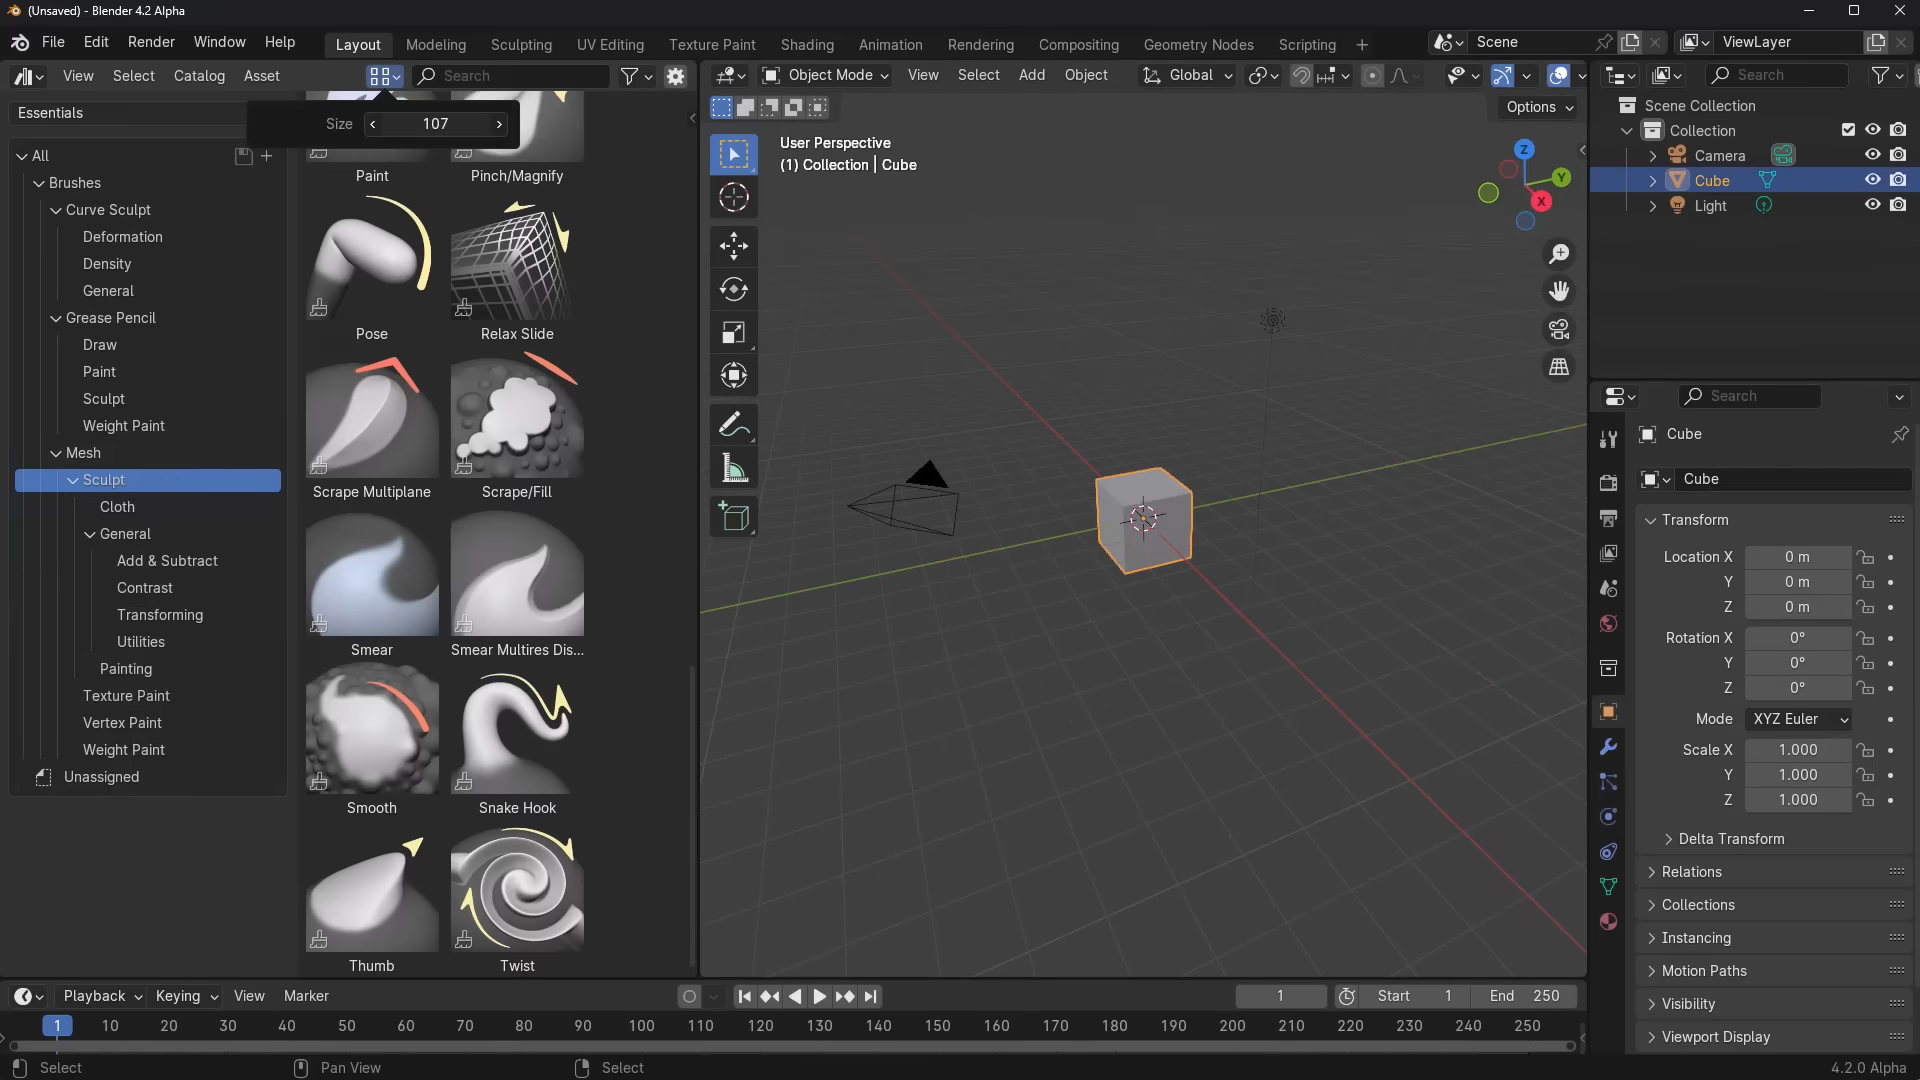 (Unsaved) - Blender 4.2 Alpha
File Edit Render Window Help
Layout Modeling Sculpting UV Editing Texture Paint Shading Animation Rendering Compositing Geometry Nodes Scripting +
Scene
ViewLayer
View Select Catalog Asset
Search
Object Mode View Select Add Object
Global
Search
Essentials
Size 107
Options
All
Brushes
Curve Sculpt
Deformation
Density
General
Grease Pencil
Draw
Paint
Sculpt
Weight Paint
Mesh
Sculpt
Cloth
General
Add & Subtract
Contrast
Transforming
Utilities
Painting
Texture Paint
Vertex Paint
Weight Paint
Unassigned
Paint Pinch/Magnify
Pose Relax Slide
Scrape Multiplane Scrape/Fill
Smear Smear Multires Dis...
Smooth Snake Hook
Thumb Twist
User Perspective
(1) Collection | Cube
Z
Y
X
Scene Collection
Collection
Camera
Cube
Light
Search
Cube
Cube
Transform
Location X 0 m
Y 0 m
Z 0 m
Rotation X 0°
Y 0°
Z 0°
Mode XYZ Euler
Scale X 1.000
Y 1.000
Z 1.000
Delta Transform
Relations
Collections
Instancing
Motion Paths
Visibility
Viewport Display
Playback Keying View Marker
1 Start 1 End 250
1 10 20 30 40 50 60 70 80 90 100 110 120 130 140 150 160 170 180 190 200 210 220 230 240 250
Select Pan View Select
4.2.0 Alpha